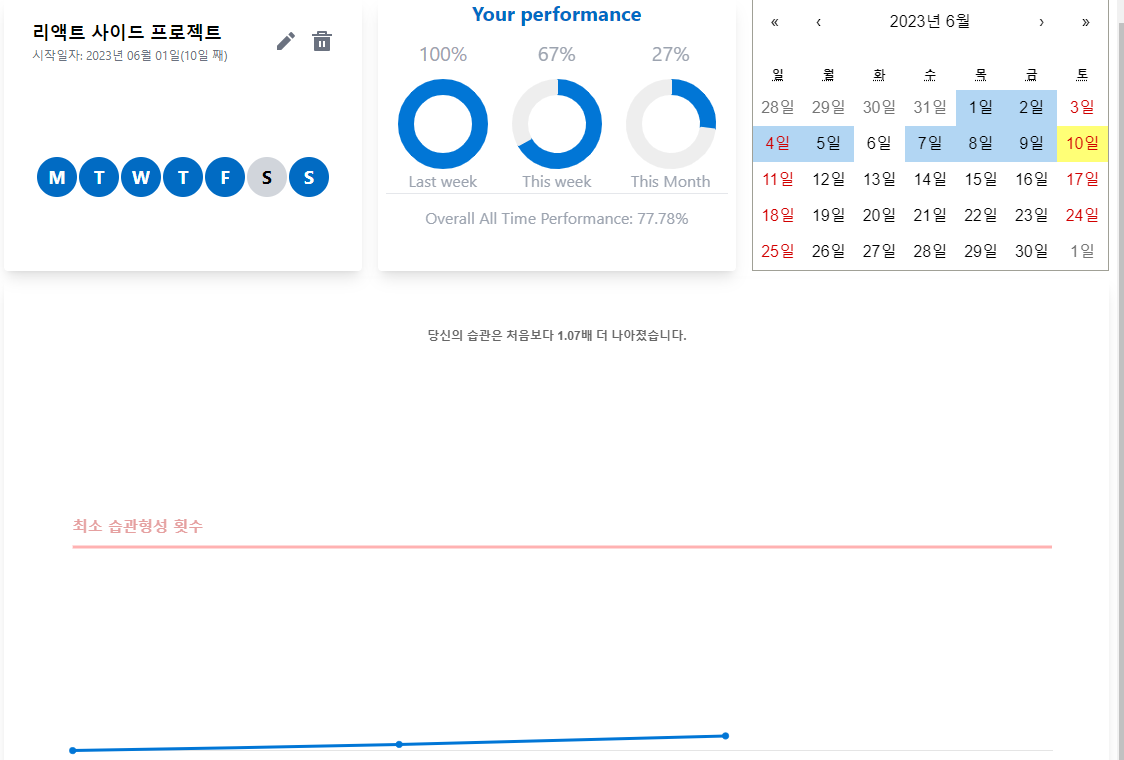 리액트 사이드 프로젝트
시작일자: 2023년 06월 01일(10일 째)
M T W T F S S
Your performance
100% 67% 27%
Last week This week This Month
Overall All Time Performance: 77.78%
« ‹ 2023년 6월 › »
일 월 화 수 목 금 토
28일 29일 30일 31일 1일 2일 3일
4일 5일 6일 7일 8일 9일 10일
11일 12일 13일 14일 15일 16일 17일
18일 19일 20일 21일 22일 23일 24일
25일 26일 27일 28일 29일 30일 1일
당신의 습관은 처음보다 1.07배 더 나아졌습니다.
최소 습관형성 횟수